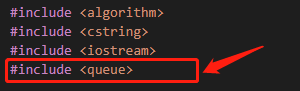 #include <algorithm>
#include <cstring>
#include <iostream>
#include <queue>